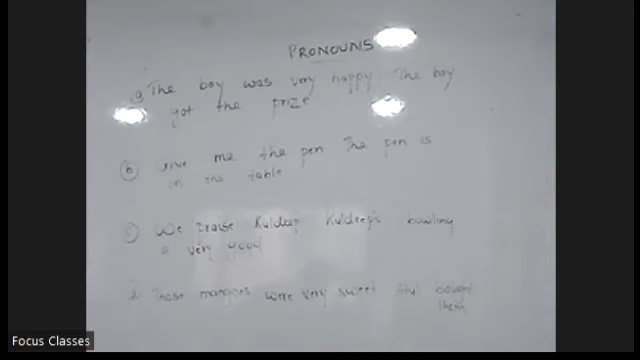 PRONOUNS
a) The boy was very happy. The boy
got the prize
b) Give me the pen The pen is
in the table
c) We Praise Kuldeep Kuldeep's bowling
is very good
d) Those mangoes were very sweet bought
them
Focus Classes